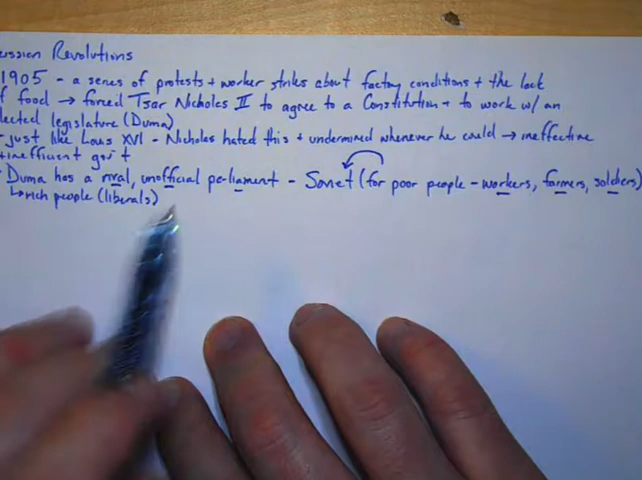 ussian Revolutions
1905 - a series of protests + worker strikes about factory conditions + the lack
f food → forced Tsar Nicholas II to agree to a Constitution + to work w/ an
lected legislature (Duma)
- just like Louis XVI - Nicholas hated this + undermined whenever he could → ineffective
+ inefficient gov't
Duma has a rival, unofficial parliament - Soviet (for poor people - workers, farmers, soldiers)
↳ rich people (liberals)